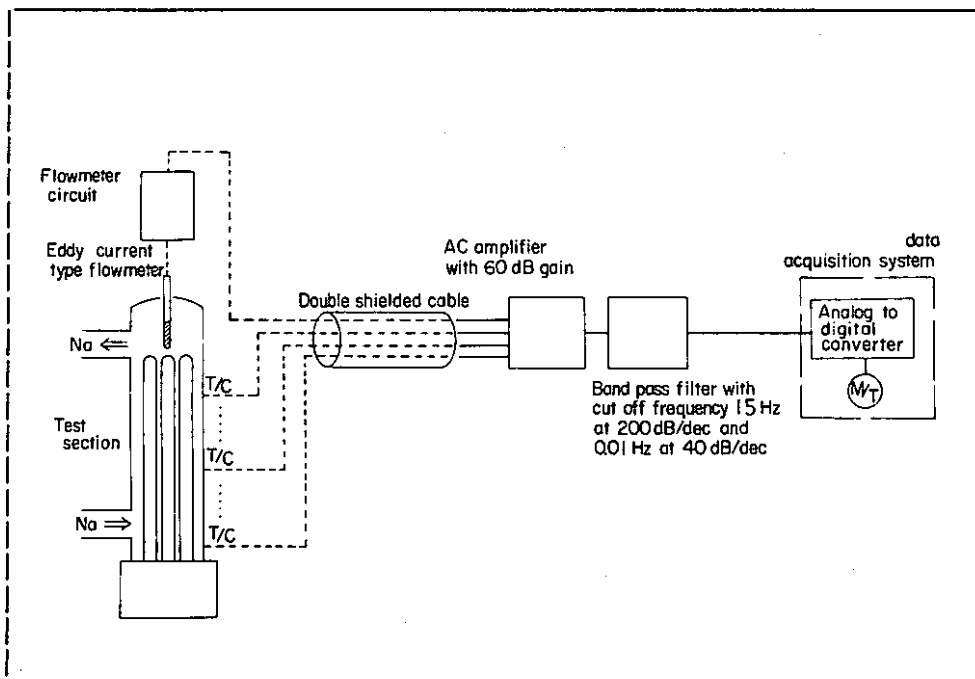 Flowmeter
circuit
Eddy current
type flowmeter
Na ⇐
Test
section
Na ⇒
T/C
T/C
T/C
Double shielded cable
AC amplifier
with 60 dB gain
Band pass filter with
cut off frequency 15 Hz
at 200 dB/dec and
0.01 Hz at 40 dB/dec
data
acquisition system
Analog to
digital
converter
M/T